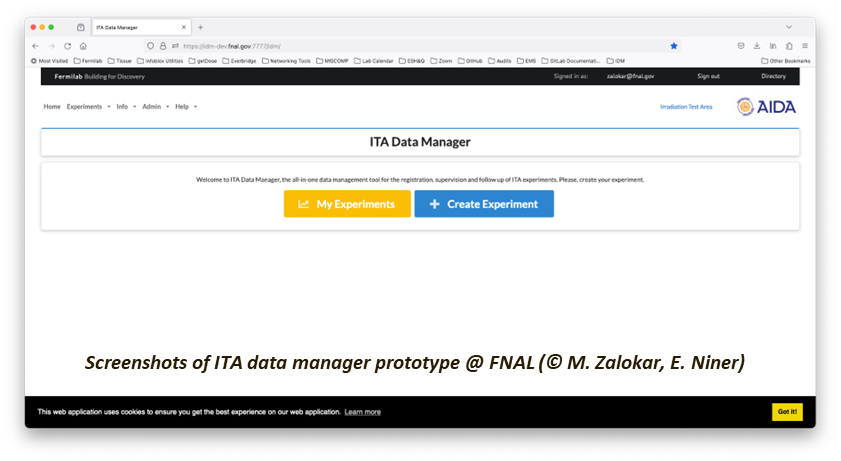 ITA Data Manager
https://idm-dev.fnal.gov:7777/idm/
Most Visited Fermilab Tissue Infoblox Utilities getDose Everbridge Networking Tools MISCOMP Lab Calendar ESH&Q Zoom GitHub Audits EMS GitLab Documentati... IDM Other Bookmarks
Fermilab Building for Discovery Signed in as: zalokar@fnal.gov Sign out Directory
Home Experiments Info Admin Help Irradiation Test Area AIDA
ITA Data Manager
Welcome to ITA Data Manager, the all-in-one data management tool for the registration, supervision and follow up of ITA experiments. Please, create your experiment.
My Experiments Create Experiment
Screenshots of ITA data manager prototype @ FNAL (© M. Zalokar, E. Niner)
This web application uses cookies to ensure you get the best experience on our web application. Learn more Got it!